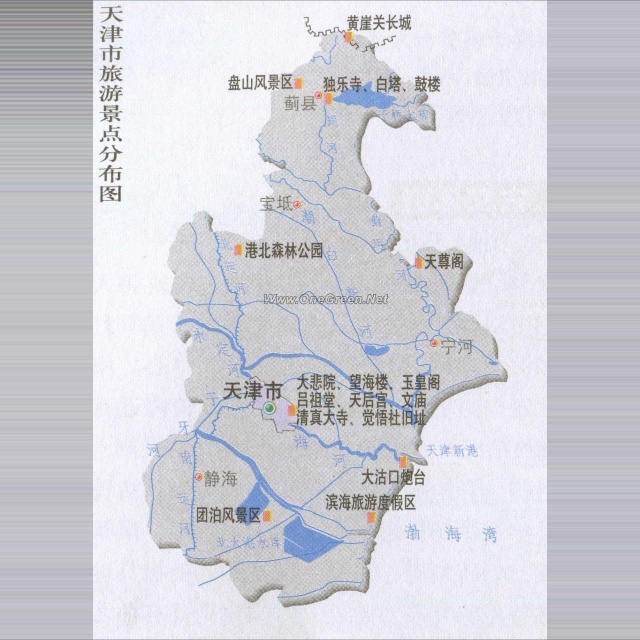 天津市旅游景点分布图
黄崖关长城
盘山风景区
独乐寺、白塔、鼓楼
蓟县
宝坻
港北森林公园
天尊阁
www.OneGreen.Net
宁河
天津市
大悲院、望海楼、玉皇阁
吕祖堂、天后宫、文庙
清真大寺、觉悟社旧址
天津新港
静海
大沽口炮台
滨海旅游度假区
团泊风景区
渤海湾